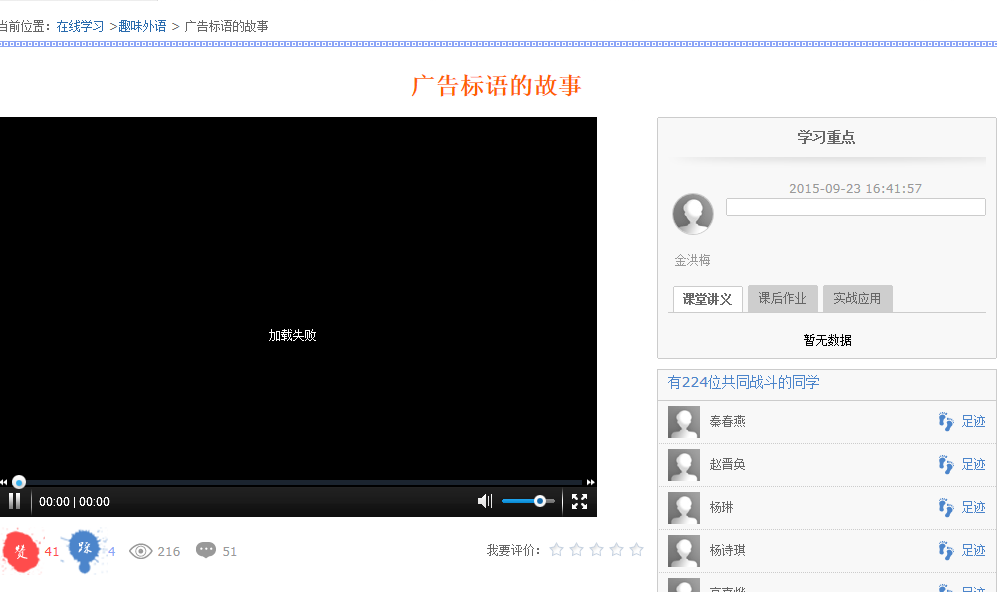 当前位置：在线学习 >趣味外语 > 广告标语的故事
广告标语的故事
加载失败
00:00 | 00:00
赞 41 踩 4 216 51 我要评价：
学习重点
2015-09-23 16:41:57
金洪梅
课堂讲义 课后作业 实战应用
暂无数据
有224位共同战斗的同学
秦春燕 足迹
赵晋奂 足迹
杨琳 足迹
杨诗琪 足迹
足迹